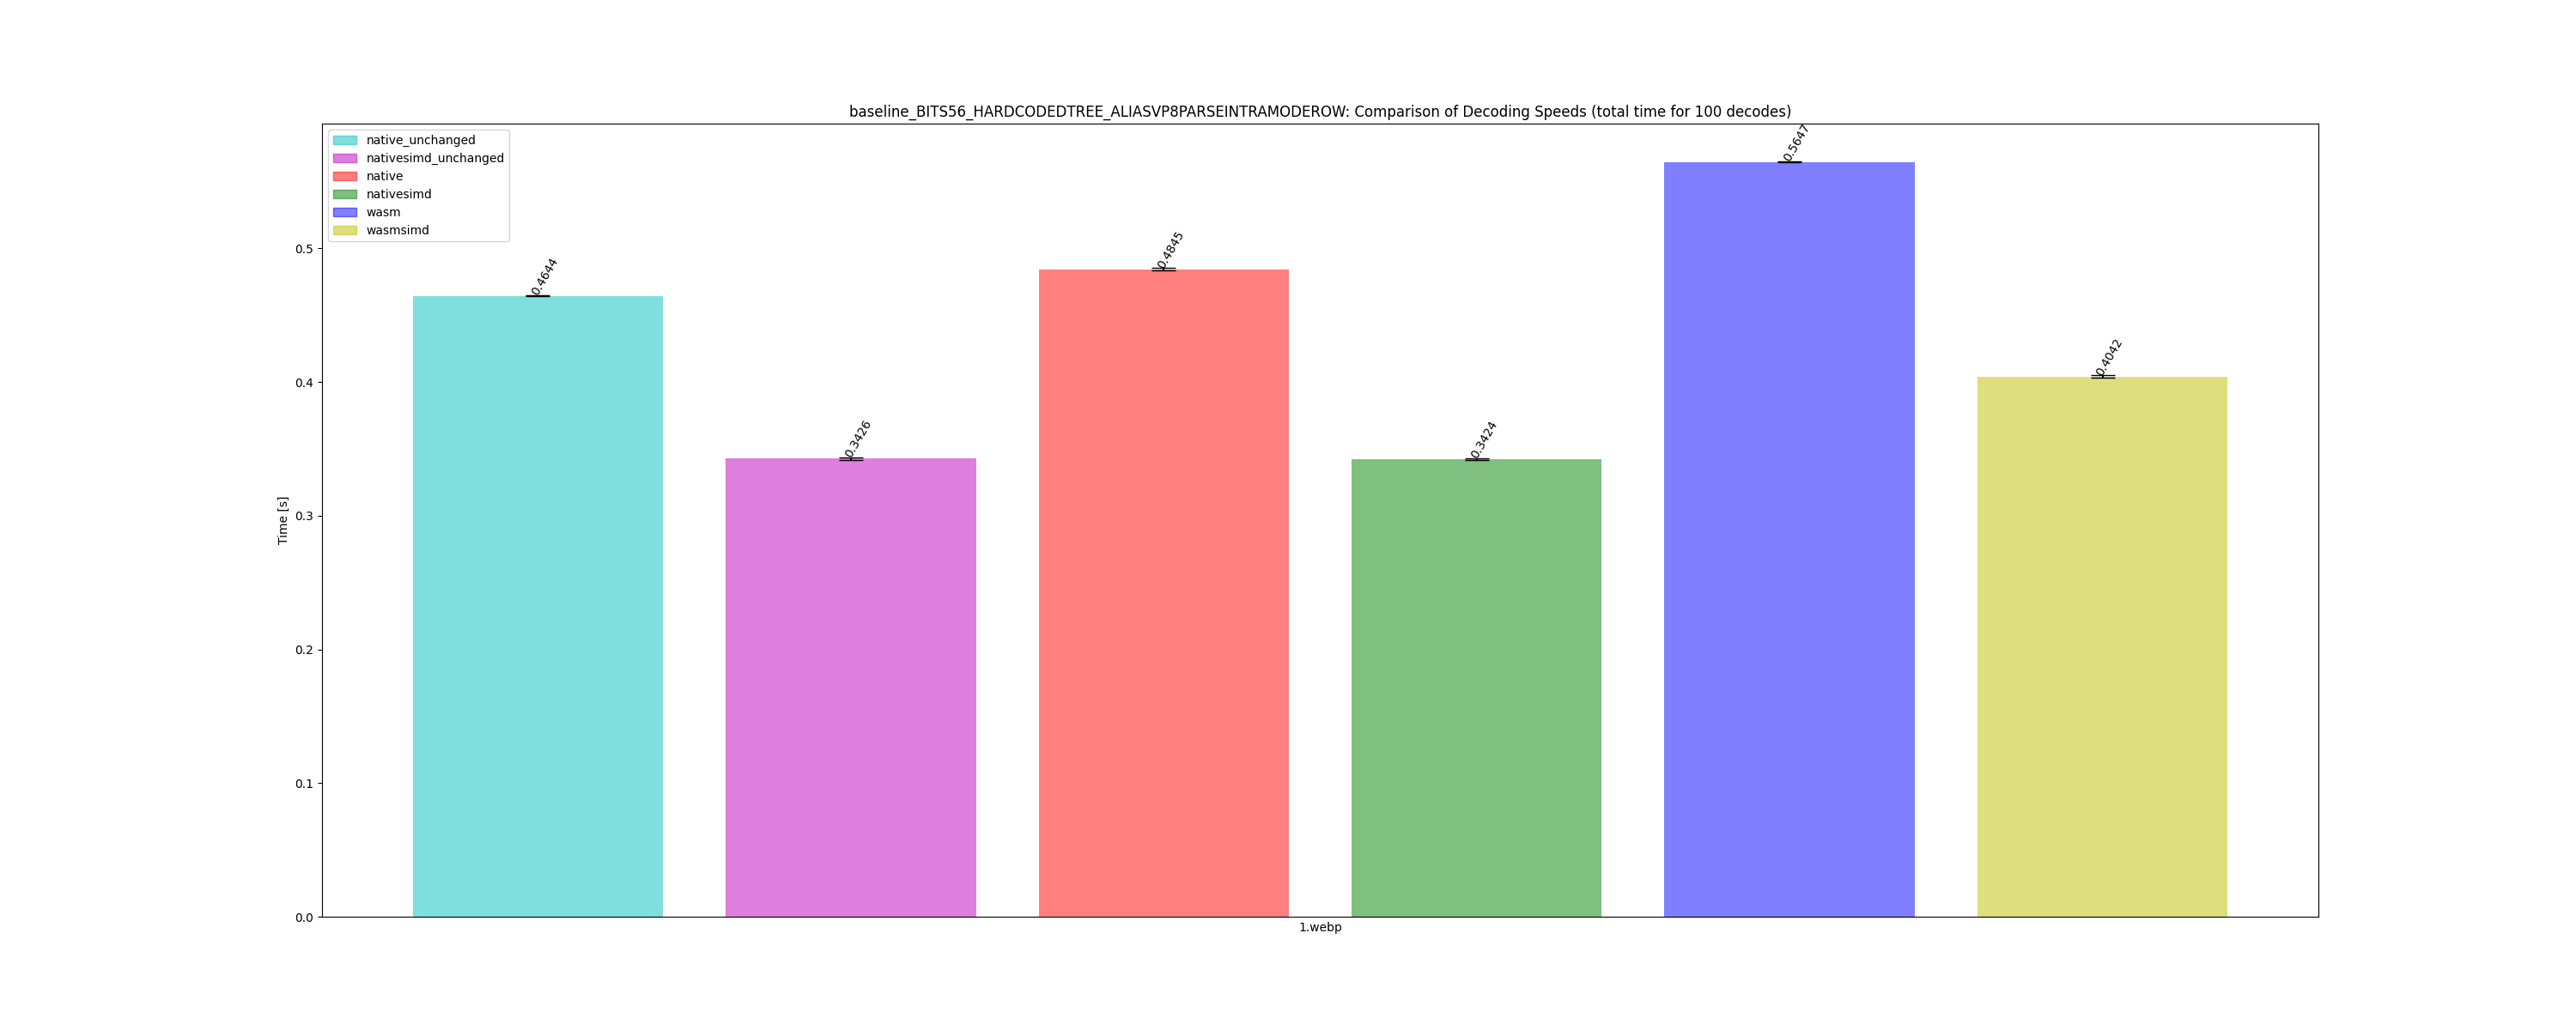 baseline_BITS56_HARDCODEDTREE_ALIASVP8PARSEINTRAMODEROW: Comparison of Decoding Speeds (total time for 100 decodes)
native_unchanged
nativesimd_unchanged
native
nativesimd
wasm
wasmsimd
0.4644
0.3426
0.4845
0.3424
0.5647
0.4042
0.5
0.4
0.3
0.2
0.1
0.0
Time [s]
1.webp